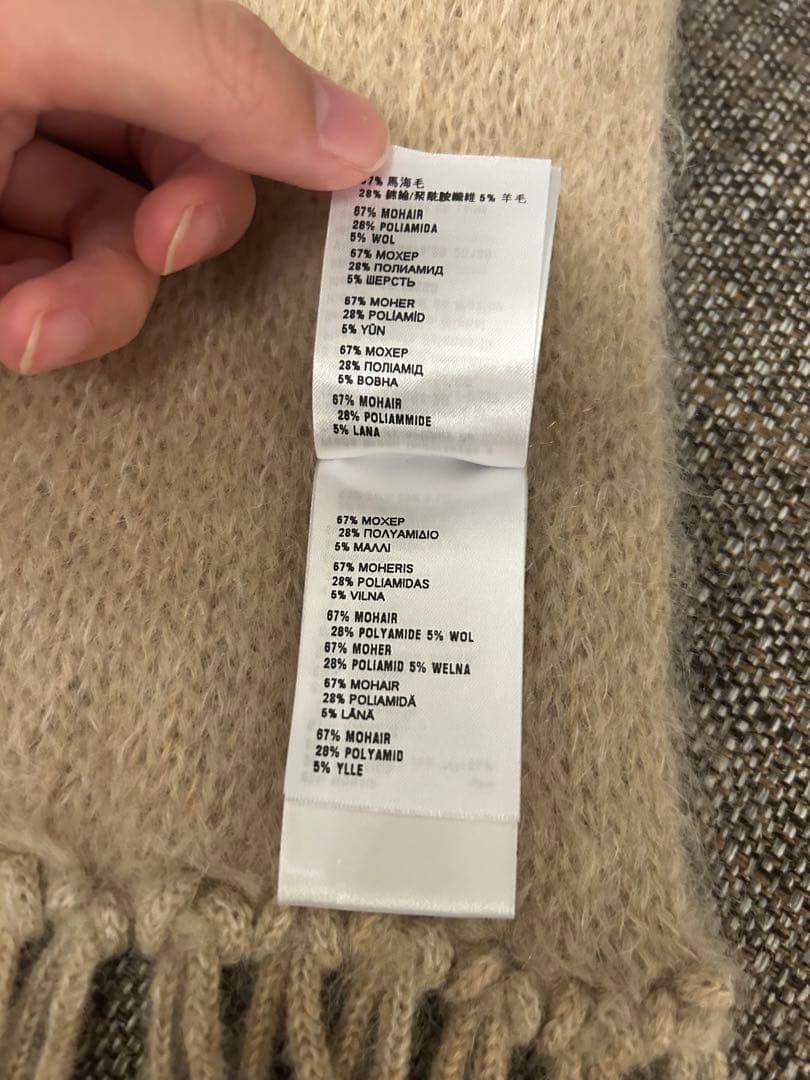 7% 馬海毛
28% 錦綸/聚酰胺纖維 5% 羊毛
67% MOHAIR
28% POLIAMIDA
5% WOL
67% МОХЕР
28% ПОЛИАМИД
5% ШЕРСТЬ
67% MOHER
28% POLİAMİD
5% YÜN
67% МОХЕР
28% ПОЛІАМІД
5% ВОВНА
67% MOHAIR
28% POLIAMMIDE
5% LANA
67% ΜΟΧΕΡ
28% ΠΟΛΥΑΜΙΔΙΟ
5% ΜΑΛΛΙ
67% MOHERIS
28% POLIAMIDAS
5% VILNA
67% MOHAIR
28% POLYAMIDE 5% WOL
67% MOHER
28% POLIAMID 5% WELNA
67% MOHAIR
28% POLIAMIDĂ
5% LÂNĂ
67% MOHAIR
28% POLYAMID
5% YLLE